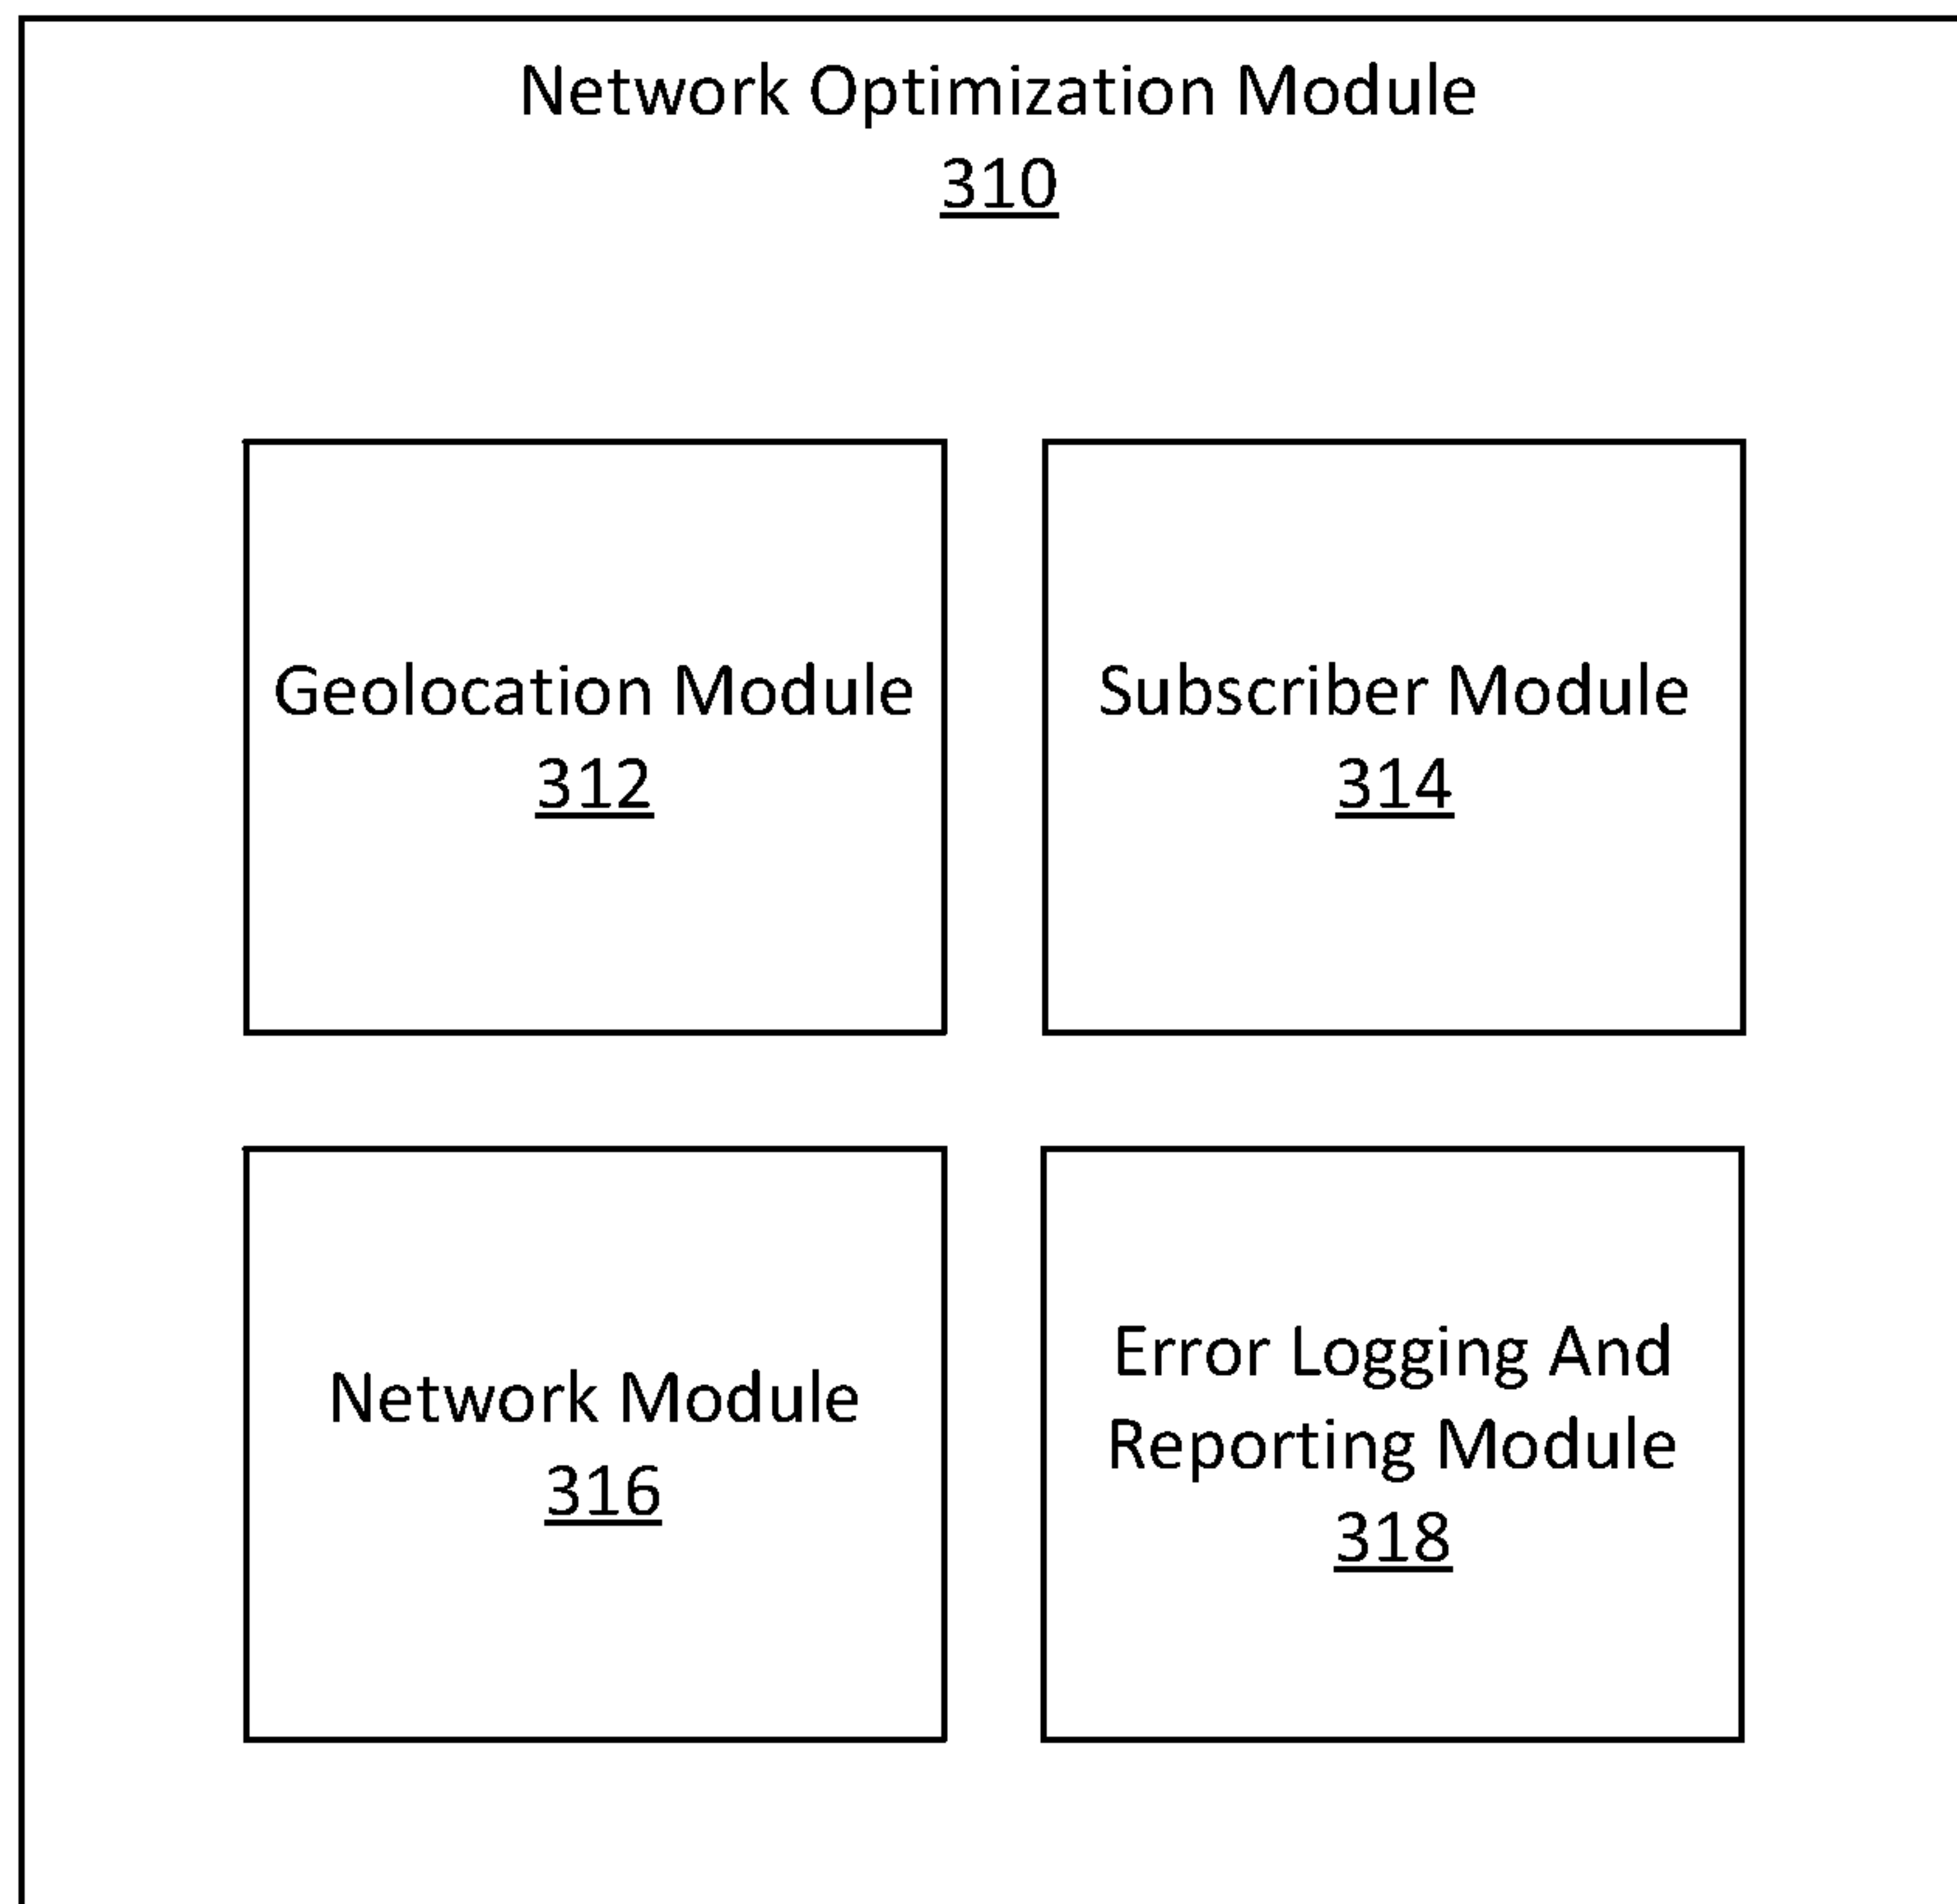 Network Optimization Module
310
Geolocation Module
312
Subscriber Module
314
Network Module
316
Error Logging And
Reporting Module
318